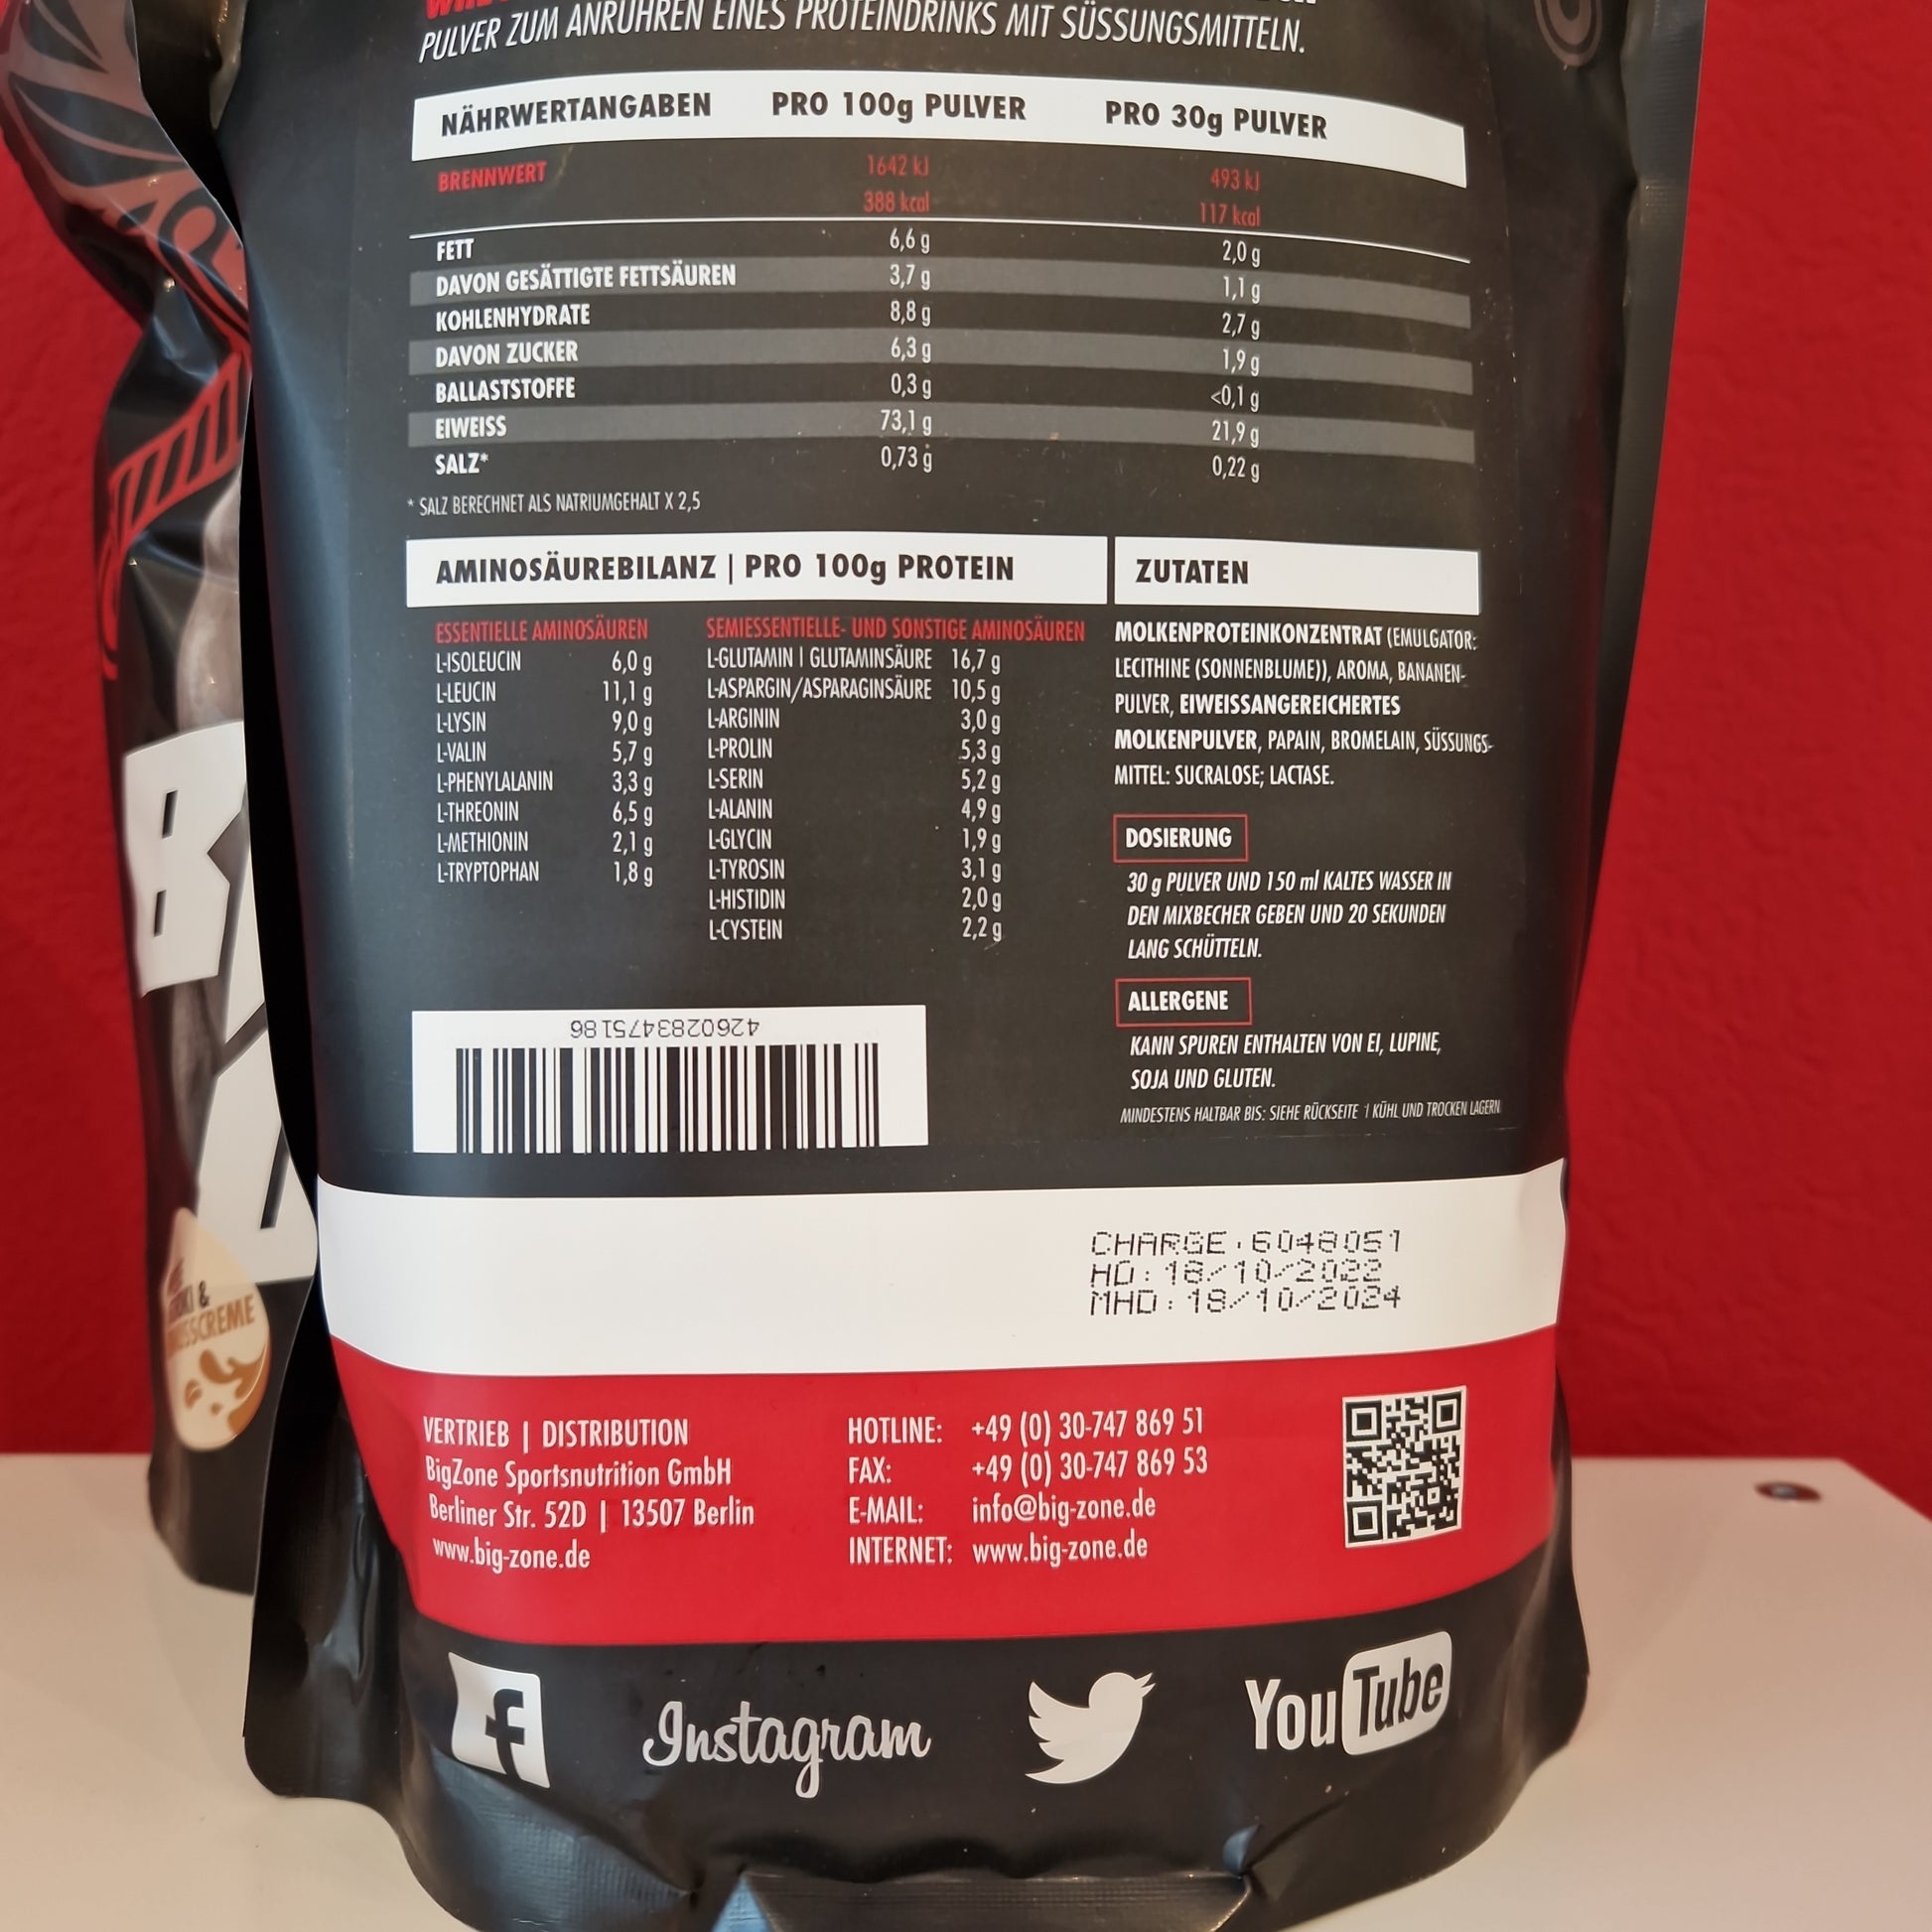 PULVER ZUM ANRÜHREN EINES PROTEINDRINKS MIT SÜSSUNGSMITTELN.
NÄHRWERTANGABEN PRO 100g PULVER PRO 30g PULVER
BRENNWERT 1642 kJ 493 kJ
388 kcal 117 kcal
FETT 6,6 g 2,0 g
DAVON GESÄTTIGTE FETTSÄUREN 3,7 g 1,1 g
KOHLENHYDRATE 8,8 g 2,7 g
DAVON ZUCKER 6,3 g 1,9 g
BALLASTSTOFFE 0,3 g <0,1 g
EIWEISS 73,1 g 21,9 g
SALZ* 0,73 g 0,22 g
* SALZ BERECHNET ALS NATRIUMGEHALT X 2,5
AMINOSÄUREBILANZ | PRO 100g PROTEIN
ESSENTIELLE AMINOSÄUREN
L-ISOLEUCIN 6,0 g
L-LEUCIN 11,1 g
L-LYSIN 9,0 g
L-VALIN 5,7 g
L-PHENYLALANIN 3,3 g
L-THREONIN 6,5 g
L-METHIONIN 2,1 g
L-TRYPTOPHAN 1,8 g
SEMIESSENTIELLE- UND SONSTIGE AMINOSÄUREN
L-GLUTAMIN | GLUTAMINSÄURE 16,7 g
L-ASPARGIN/ASPARAGINSÄURE 10,5 g
L-ARGININ 3,0 g
L-PROLIN 5,3 g
L-SERIN 5,2 g
L-ALANIN 4,9 g
L-GLYCIN 1,9 g
L-TYROSIN 3,1 g
L-HISTIDIN 2,0 g
L-CYSTEIN 2,2 g
ZUTATEN
MOLKENPROTEINKONZENTRAT (EMULGATOR:
LECITHINE (SONNENBLUME)), AROMA, BANANEN-
PULVER, EIWEISSANGEREICHERTES
MOLKENPULVER, PAPAIN, BROMELAIN, SÜSSUNGS-
MITTEL: SUCRALOSE; LACTASE.
DOSIERUNG
30 g PULVER UND 150 ml KALTES WASSER IN
DEN MIXBECHER GEBEN UND 20 SEKUNDEN
LANG SCHÜTTELN.
ALLERGENE
KANN SPUREN ENTHALTEN VON EI, LUPINE,
SOJA UND GLUTEN.
MINDESTENS HALTBAR BIS: SIEHE RÜCKSEITE | KÜHL UND TROCKEN LAGERN
4260283475186
CHARGE:6048051
HD:18/10/2022
MHD:18/10/2024
VERTRIEB | DISTRIBUTION
BigZone Sportsnutrition GmbH
Berliner Str. 52D | 13507 Berlin
www.big-zone.de
HOTLINE: +49 (0) 30-747 869 51
FAX: +49 (0) 30-747 869 53
E-MAIL: info@big-zone.de
INTERNET: www.big-zone.de
f
Instagram
YouTube